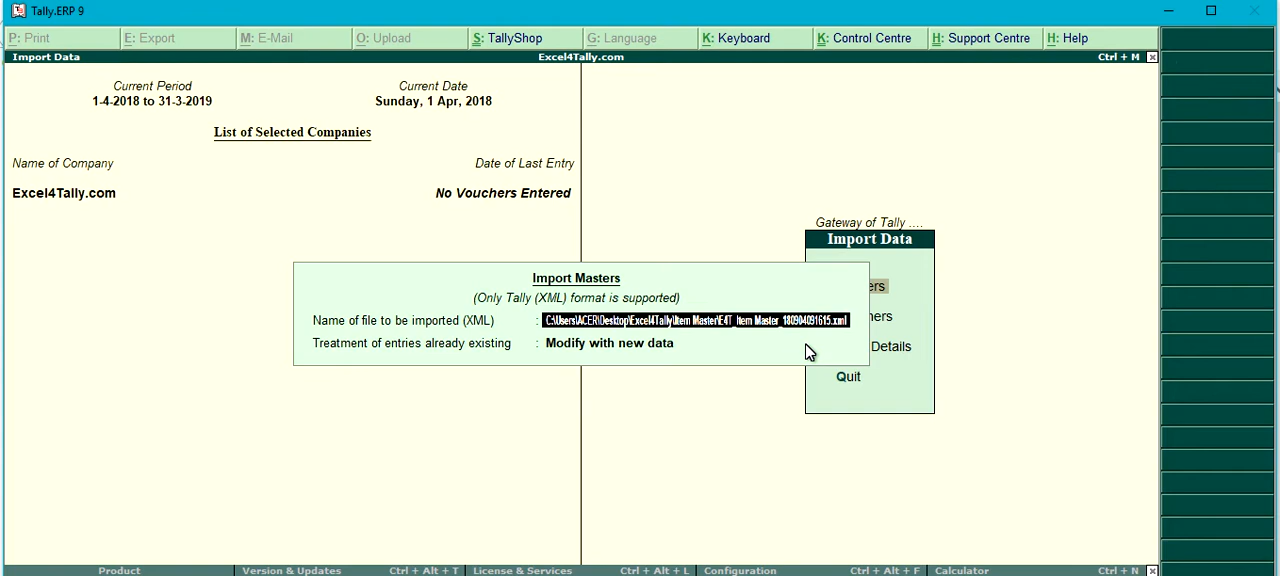 Tally.ERP 9
P: Print E: Export M: E-Mail O: Upload S: TallyShop G: Language K: Keyboard K: Control Centre H: Support Centre H: Help
Import Data Excel4Tally.com Ctrl + M
Current Period Current Date
1-4-2018 to 31-3-2019 Sunday, 1 Apr, 2018
List of Selected Companies
Name of Company Date of Last Entry
Excel4Tally.com No Vouchers Entered
Gateway of Tally ....
Import Data
Import Masters
ers
(Only Tally (XML) format is supported)
Name of file to be imported (XML) : C:\Users\ACER\Desktop\Excel4Tally\Item Master\E4T_Item Master_180904091615.xml
hers
Treatment of entries already existing : Modify with new data
Details
Quit
Product Version & Updates Ctrl + Alt + T License & Services Ctrl + Alt + L Configuration Ctrl + Alt + F Calculator Ctrl + N